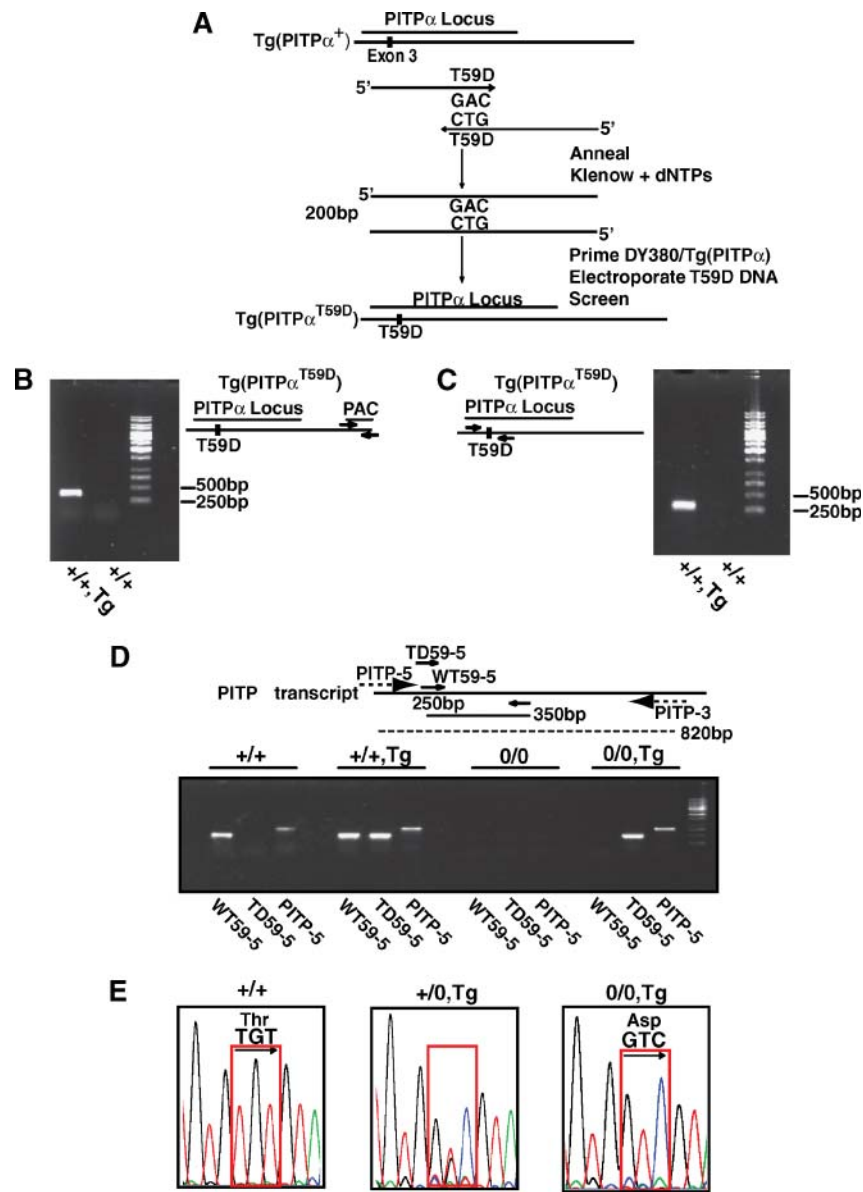 A
PITPα Locus
Tg(PITPα+)
Exon 3
5’
T59D
GAC
CTG
5’
T59D
Anneal
Klenow + dNTPs
5’
GAC
200bp
CTG
5’
Prime DY380/Tg(PITPα)
Electroporate T59D DNA
Screen
PITPα Locus
Tg(PITPαT59D)
T59D
B
Tg(PITPαT59D)
PITPα Locus
PAC
T59D
500bp
250bp
+/+,Tg
+/+
C
Tg(PITPαT59D)
PITPα Locus
T59D
500bp
250bp
+/+,Tg
+/+
D
TD59-5
PITP-5
WT59-5
PITP transcript
250bp
350bp
PITP-3
820bp
+/+
+/+,Tg
0/0
0/0,Tg
WT59-5
TD59-5
PITP-5
WT59-5
TD59-5
PITP-5
WT59-5
TD59-5
PITP-5
WT59-5
TD59-5
PITP-5
E
+/+
+/0,Tg
0/0,Tg
Thr
TGT
Asp
GTC